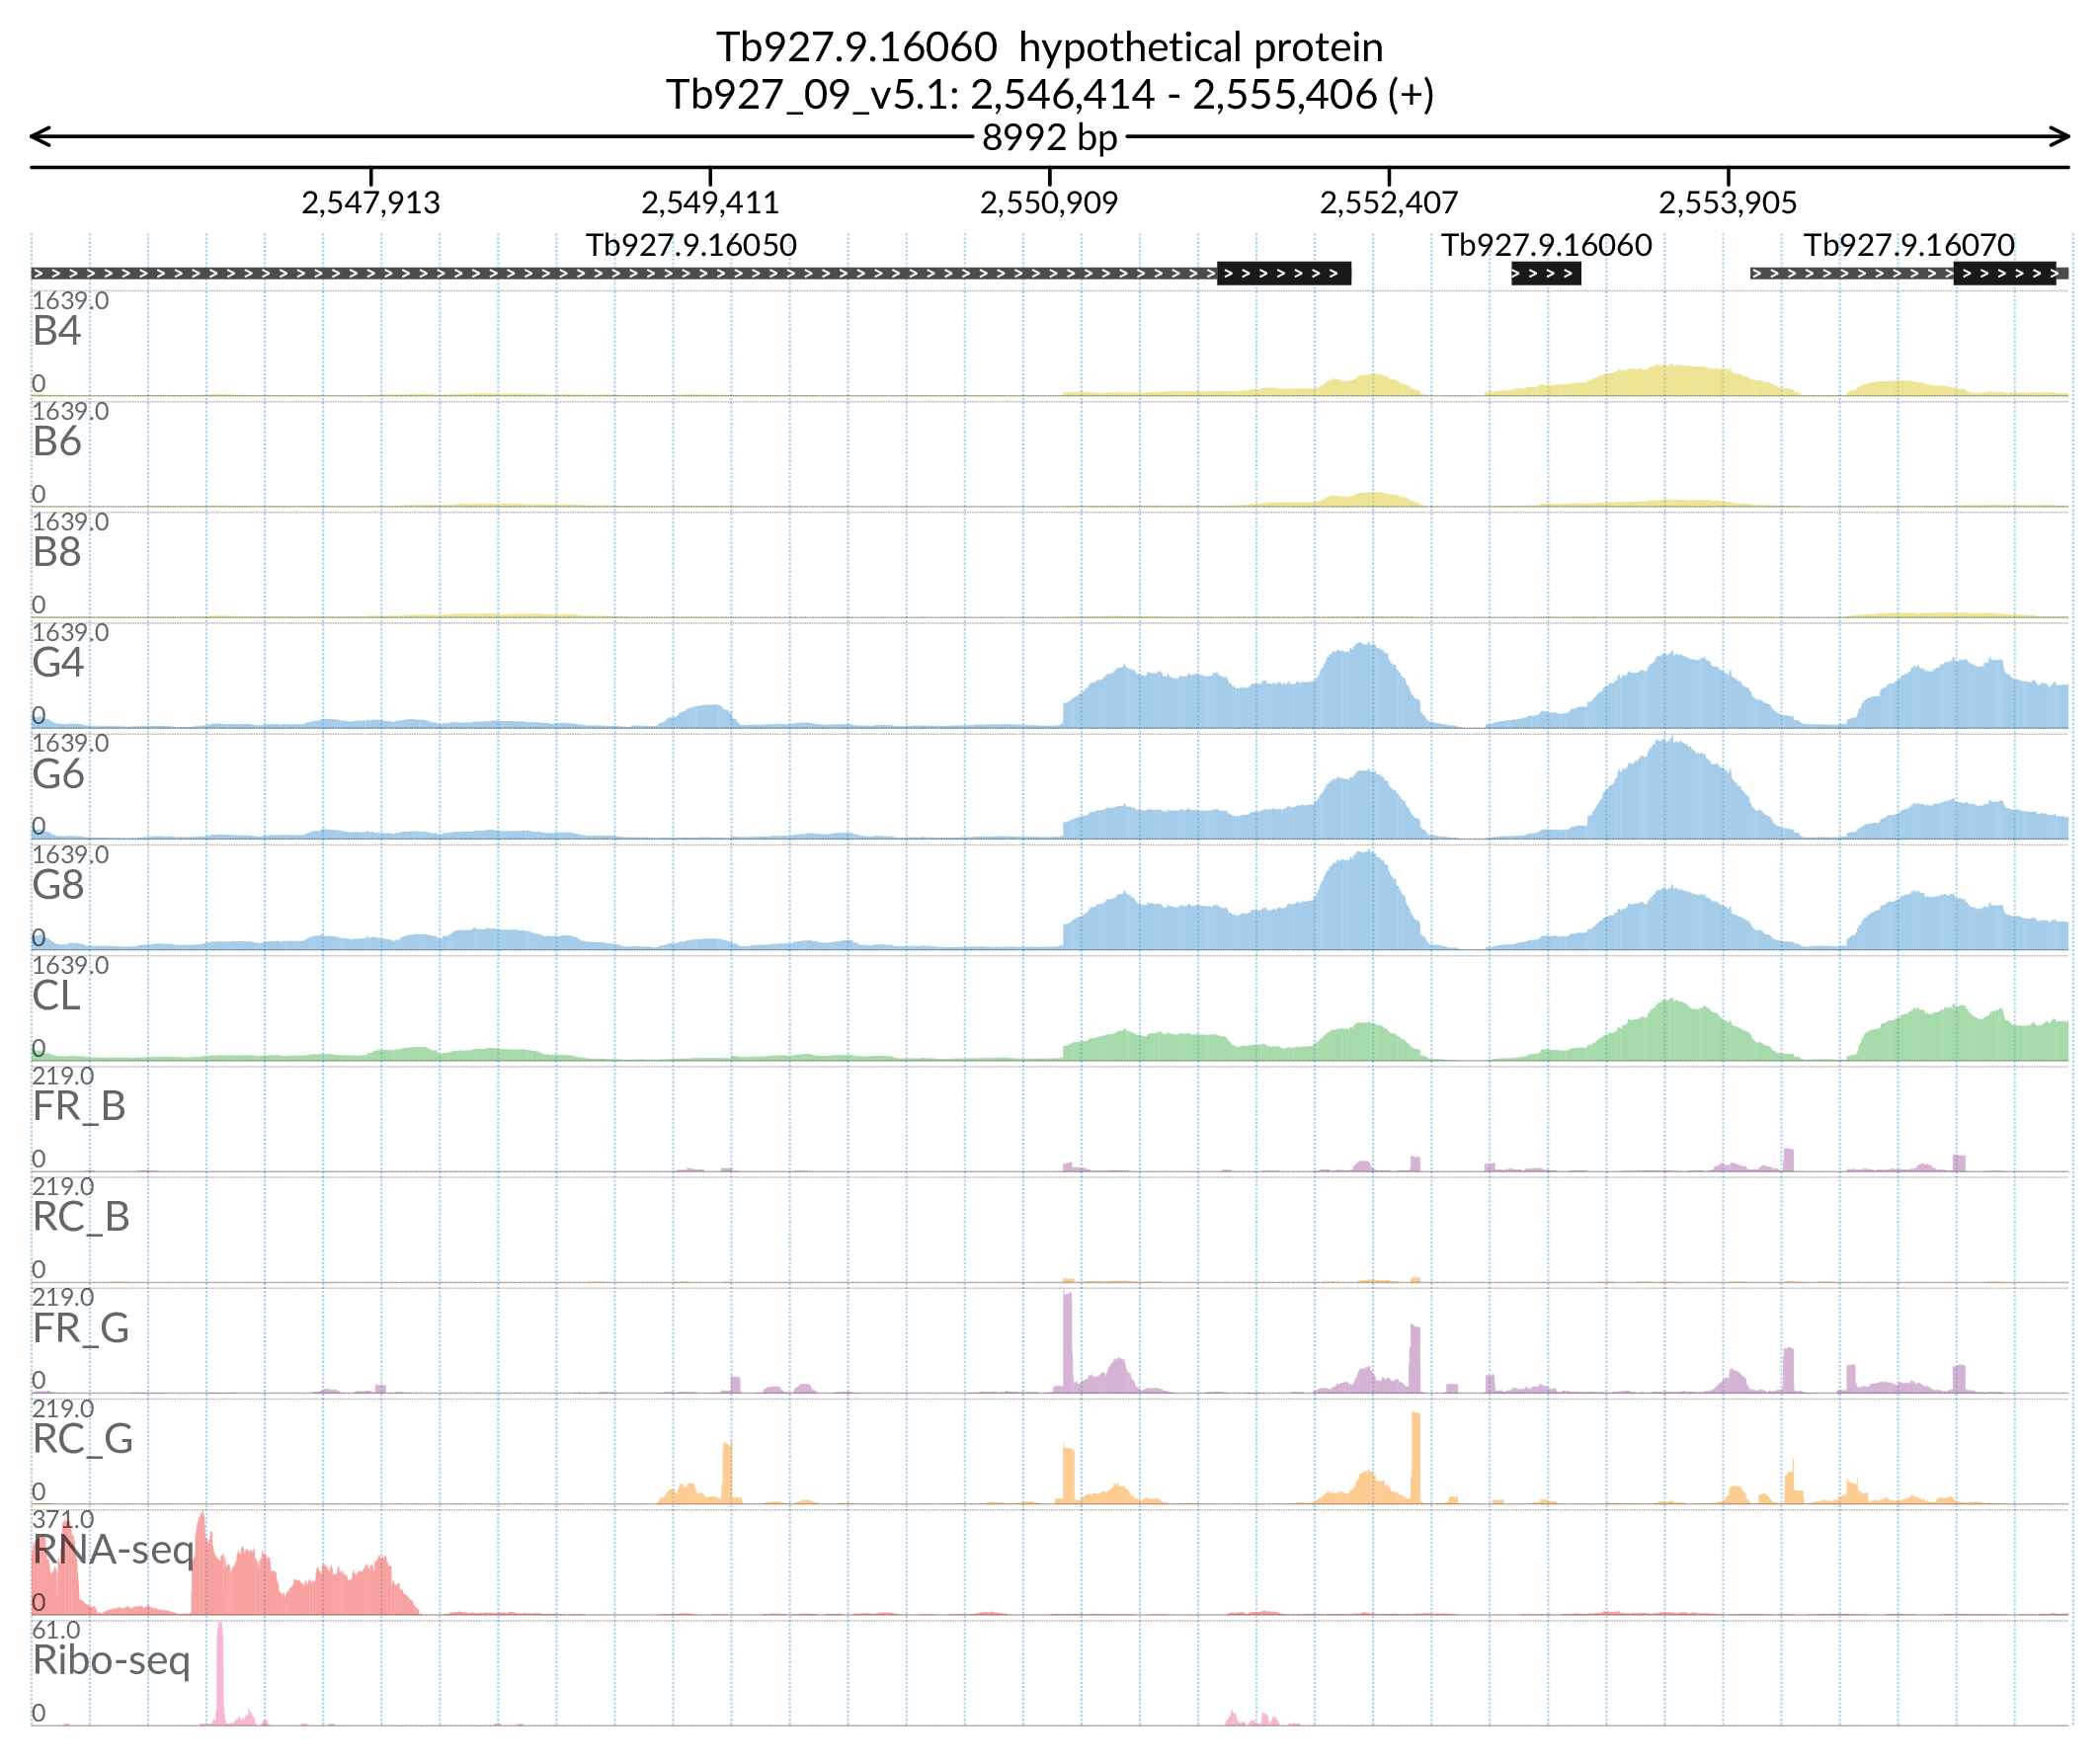 Tb927.9.16060  hypothetical protein
Tb927_09_v5.1: 2,546,414 - 2,555,406 (+)
8992 bp
2,547,913 2,549,411 2,550,909 2,552,407 2,553,905
Tb927.9.16050 Tb927.9.16060 Tb927.9.16070
1639.0
B4
0
1639.0
B6
0
1639.0
B8
0
1639.0
G4
0
1639.0
G6
0
1639.0
G8
0
1639.0
CL
0
219.0
FR_B
0
219.0
RC_B
0
219.0
FR_G
0
219.0
RC_G
0
371.0
RNA-seq
0
61.0
Ribo-seq
0